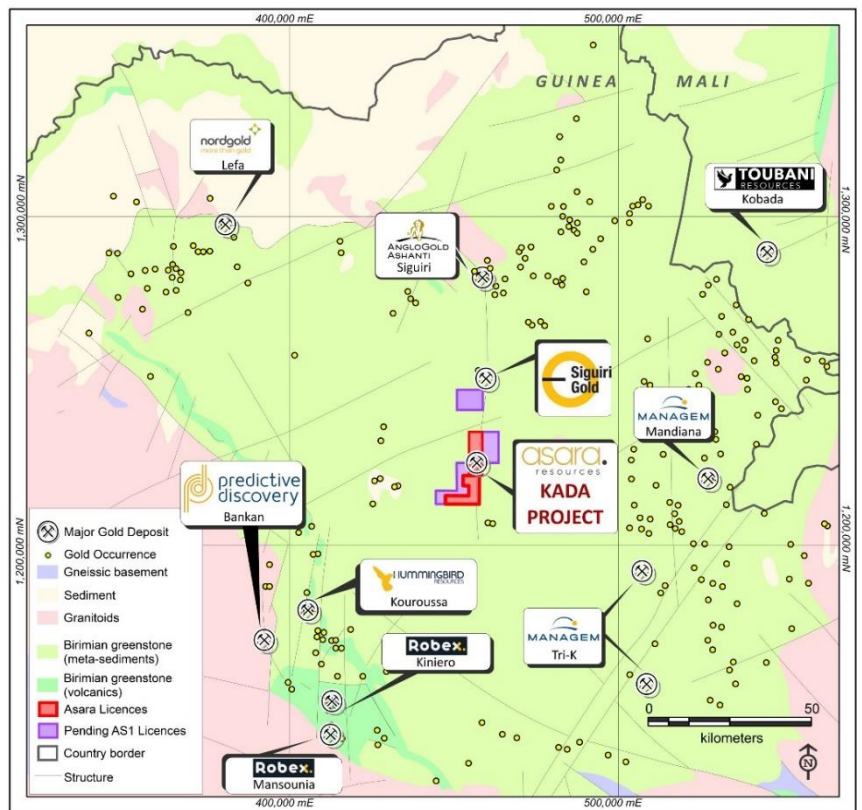 400,000 mE
500,000 mE
GUINEA
MALI
nordgold
more than gold
Lefa
TOUBANI
RESOURCES
Kobada
1,300,000 mN
1,300,000 mN
ANGLOGOLD
ASHANTI
Siguiri
Siguiri
Gold
MANAGEM
Mandiana
asara.
resources
KADA
PROJECT
predictive
discovery
Bankan
1,200,000 mN
1,200,000 mN
HUMMINGBIRD
RESOURCES
Kouroussa
Robex.
Kiniero
MANAGEM
Tri-K
Robex.
Mansounia
Major Gold Deposit
Gold Occurrence
Gneissic basement
Sediment
Granitoids
Birimian greenstone
(meta-sediments)
Birimian greenstone
(volcanics)
Asara Licences
Pending AS1 Licences
Country border
Structure
0
50
kilometers
N
400,000 mE
500,000 mE